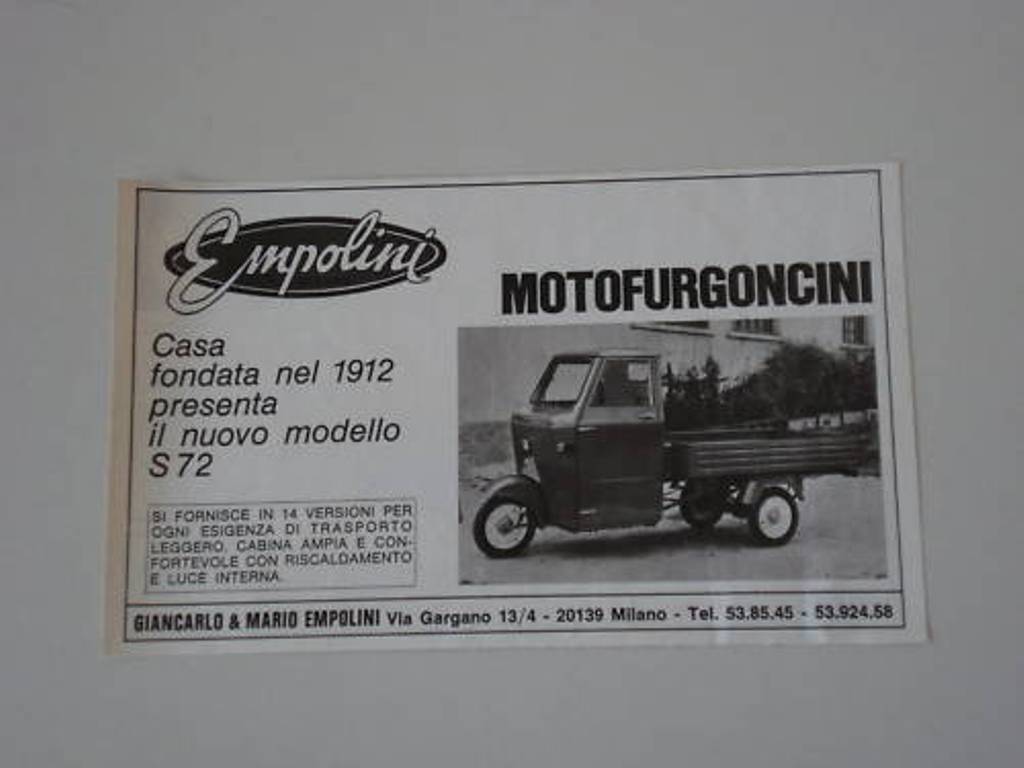 Empolini
MOTOFURGONCINI
Casa
fondata nel 1912
presenta
il nuovo modello
S 72
SI FORNISCE IN 14 VERSIONI PER
OGNI ESIGENZA DI TRASPORTO
LEGGERO. CABINA AMPIA E CON-
FORTEVOLE CON RISCALDAMENTO
E LUCE INTERNA.
GIANCARLO & MARIO EMPOLINI Via Gargano 13/4 - 20139 Milano - Tel. 53.85.45 - 53.924.58